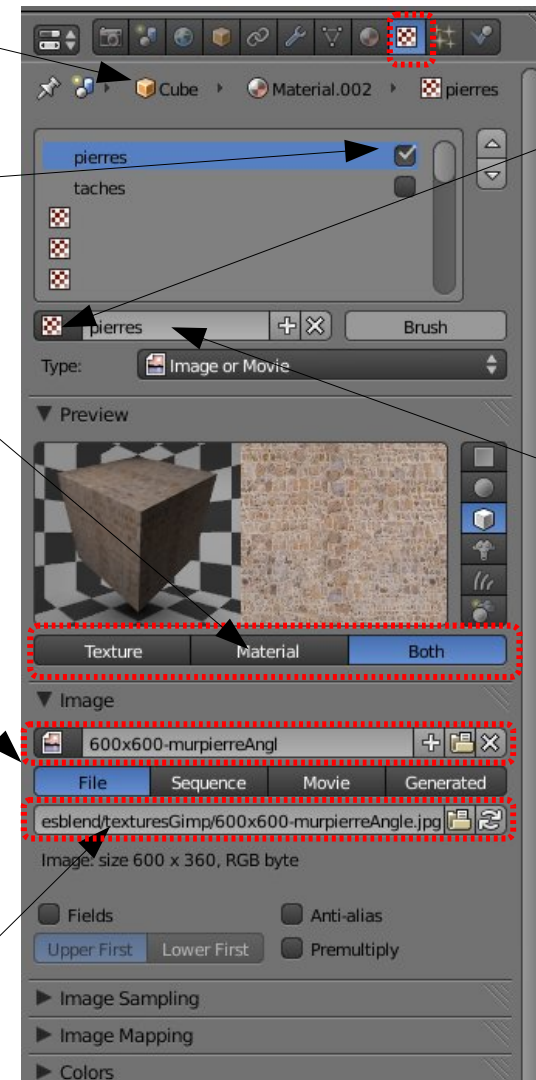 Cube Material.002 pierres
pierres
taches
pierres Brush
Type: Image or Movie
Preview
Texture Material Both
Image
600x600-murpierreAngl
File Sequence Movie Generated
esblend/texturesGimp/600x600-murpierreAngle.jpg
Image: size 600 x 360, RGB byte
Fields Anti-alias
Upper First Lower First Premultiply
Image Sampling
Image Mapping
Colors